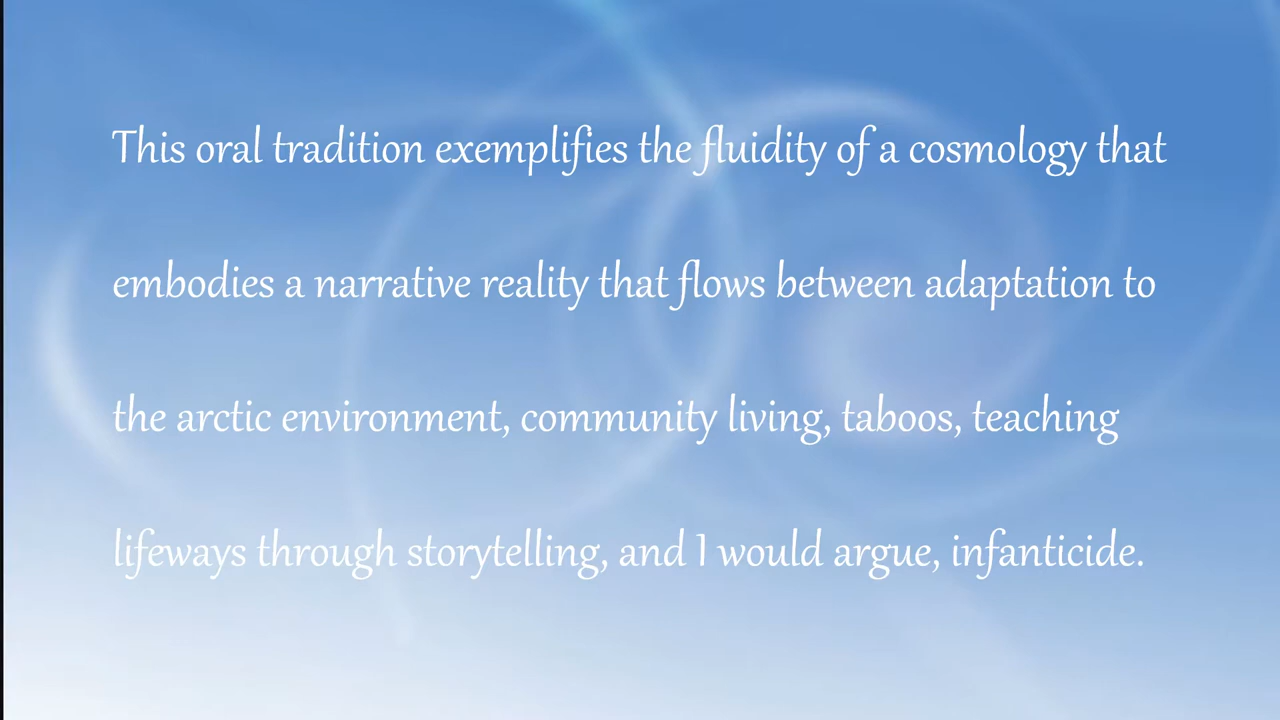 This oral tradition exemplifies the fluidity of a cosmology that
embodies a narrative reality that flows between adaptation to
the arctic environment, community living, taboos, teaching
lifeways through storytelling, and I would argue, infanticide.